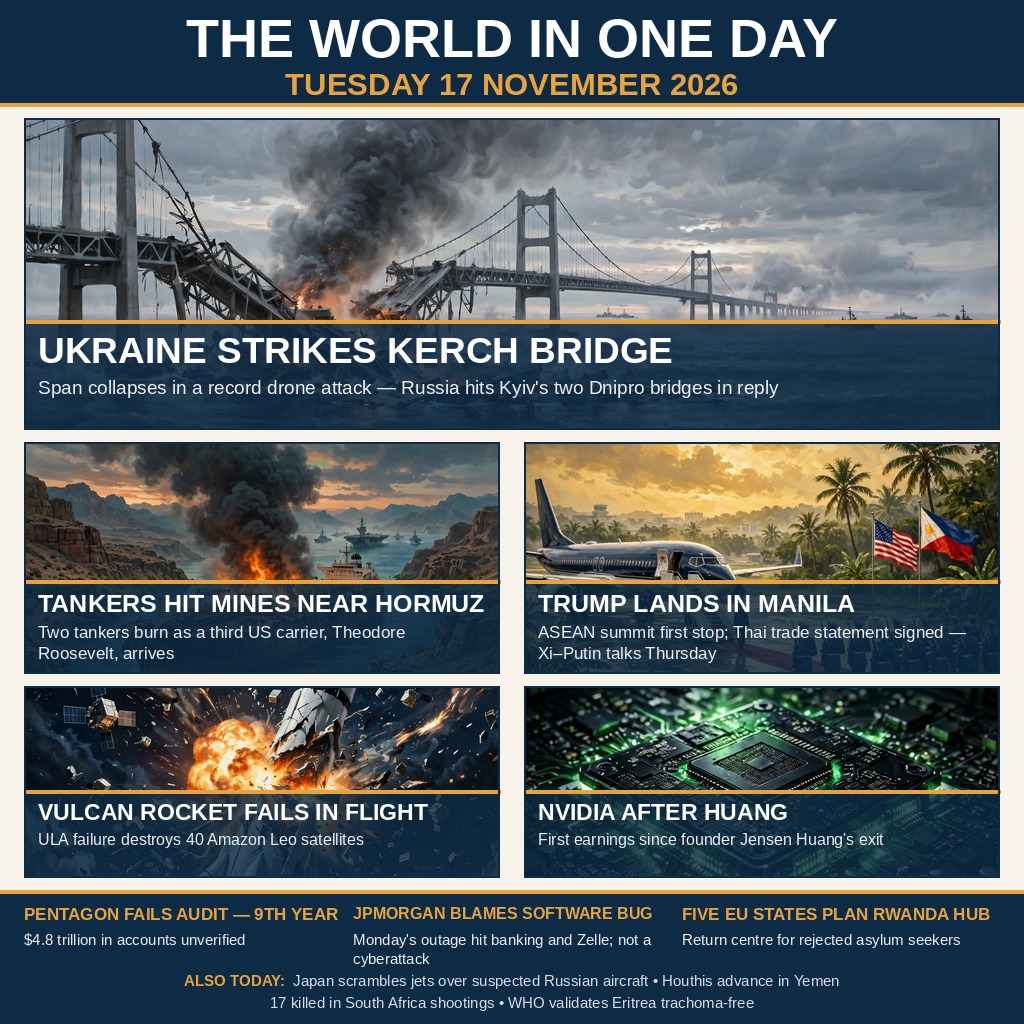 THE WORLD IN ONE DAY
TUESDAY 17 NOVEMBER 2026
UKRAINE STRIKES KERCH BRIDGE
Span collapses in a record drone attack — Russia hits Kyiv's two Dnipro bridges in reply
TANKERS HIT MINES NEAR HORMUZ
Two tankers burn as a third US carrier, Theodore
Roosevelt, arrives
TRUMP LANDS IN MANILA
ASEAN summit first stop; Thai trade statement signed —
Xi–Putin talks Thursday
VULCAN ROCKET FAILS IN FLIGHT
ULA failure destroys 40 Amazon Leo satellites
NVIDIA AFTER HUANG
First earnings since founder Jensen Huang's exit
PENTAGON FAILS AUDIT — 9TH YEAR
$4.8 trillion in accounts unverified
JPMORGAN BLAMES SOFTWARE BUG
Monday's outage hit banking and Zelle; not a
cyberattack
FIVE EU STATES PLAN RWANDA HUB
Return centre for rejected asylum seekers
ALSO TODAY: Japan scrambles jets over suspected Russian aircraft • Houthis advance in Yemen
17 killed in South Africa shootings • WHO validates Eritrea trachoma-free